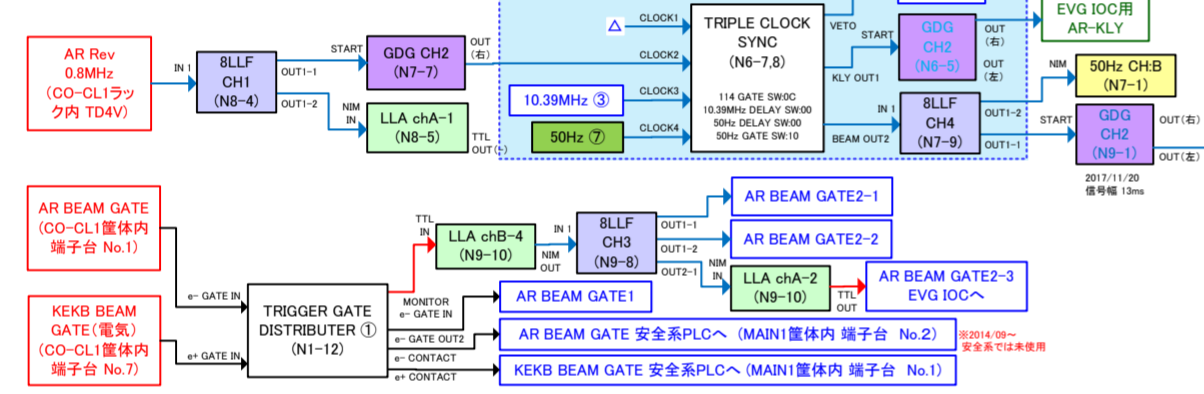 AR Rev
0.8MHz
(CO-CL1ラッ
ク内 TD4V)
IN 1
8LLF
CH1
(N8-4)
OUT1-1
OUT1-2
START
GDG CH2
(N7-7)
OUT
(右)
NIM
IN
LLA chA-1
(N8-5)
TTL
OUT(-)
△
CLOCK1
CLOCK2
CLOCK3
CLOCK4
10.39MHz ③
50Hz ⑦
TRIPLE CLOCK
SYNC
(N6-7,8)
114 GATE SW:0C
10.39MHz DELAY SW:00
50Hz DELAY SW:00
50Hz GATE SW:10
VETO
KLY OUT1
BEAM OUT2
START
GDG
CH2
(N6-5)
OUT
(右)
OUT
(左)
EVG IOC用
AR-KLY
IN 1
8LLF
CH4
(N7-9)
OUT1-2
OUT1-1
NIM
50Hz CH:B
(N7-1)
START
GDG
CH2
(N9-1)
OUT(右)
OUT(左)
2017/11/20
信号幅 13ms
AR BEAM GATE
(CO-CL1筐体内
端子台 No.1)
KEKB BEAM
GATE(電気)
(CO-CL1筐体内
端子台 No.7)
e- GATE IN
e+ GATE IN
TRIGGER GATE
DISTRIBUTER ①
(N1-12)
TTL
IN
LLA chB-4
(N9-10)
NIM
OUT
IN 1
8LLF
CH3
(N9-8)
OUT1-1
OUT1-2
OUT2-1
AR BEAM GATE2-1
AR BEAM GATE2-2
NIM
IN
LLA chA-2
(N9-10)
TTL
OUT
AR BEAM GATE2-3
EVG IOCへ
MONITOR
e- GATE IN
AR BEAM GATE1
e- GATE OUT2
AR BEAM GATE 安全系PLCへ (MAIN1筐体内 端子台 No.2)
※2014/09~
安全系では未使用
e- CONTACT
e+ CONTACT
KEKB BEAM GATE 安全系PLCへ (MAIN1筐体内 端子台 No.1)